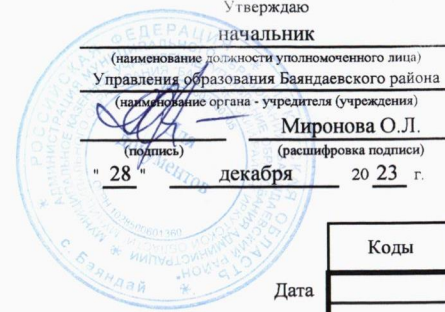 Утверждаю
начальник
(наименование должности уполномоченного лица)
Управления образования Баяндаевского района
(наименование органа - учредителя (учреждения)
Миронова О.Л.
(подпись) (расшифровка подписи)
" 28 " декабря 20 23 г.
Коды
Дата
с. Баяндай